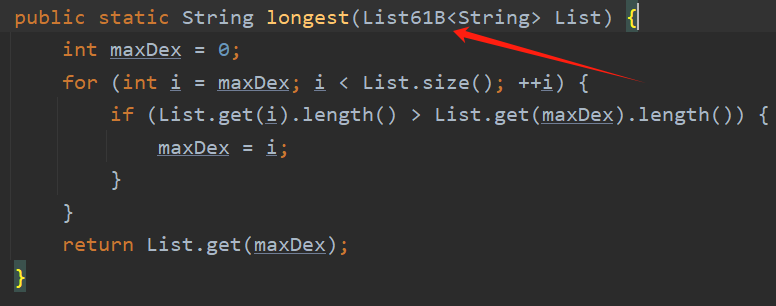 public static String longest(List61B<String> List) {
    int maxDex = 0;
    for (int i = maxDex; i < List.size(); ++i) {
        if (List.get(i).length() > List.get(maxDex).length()) {
            maxDex = i;
        }
    }
    return List.get(maxDex);
}